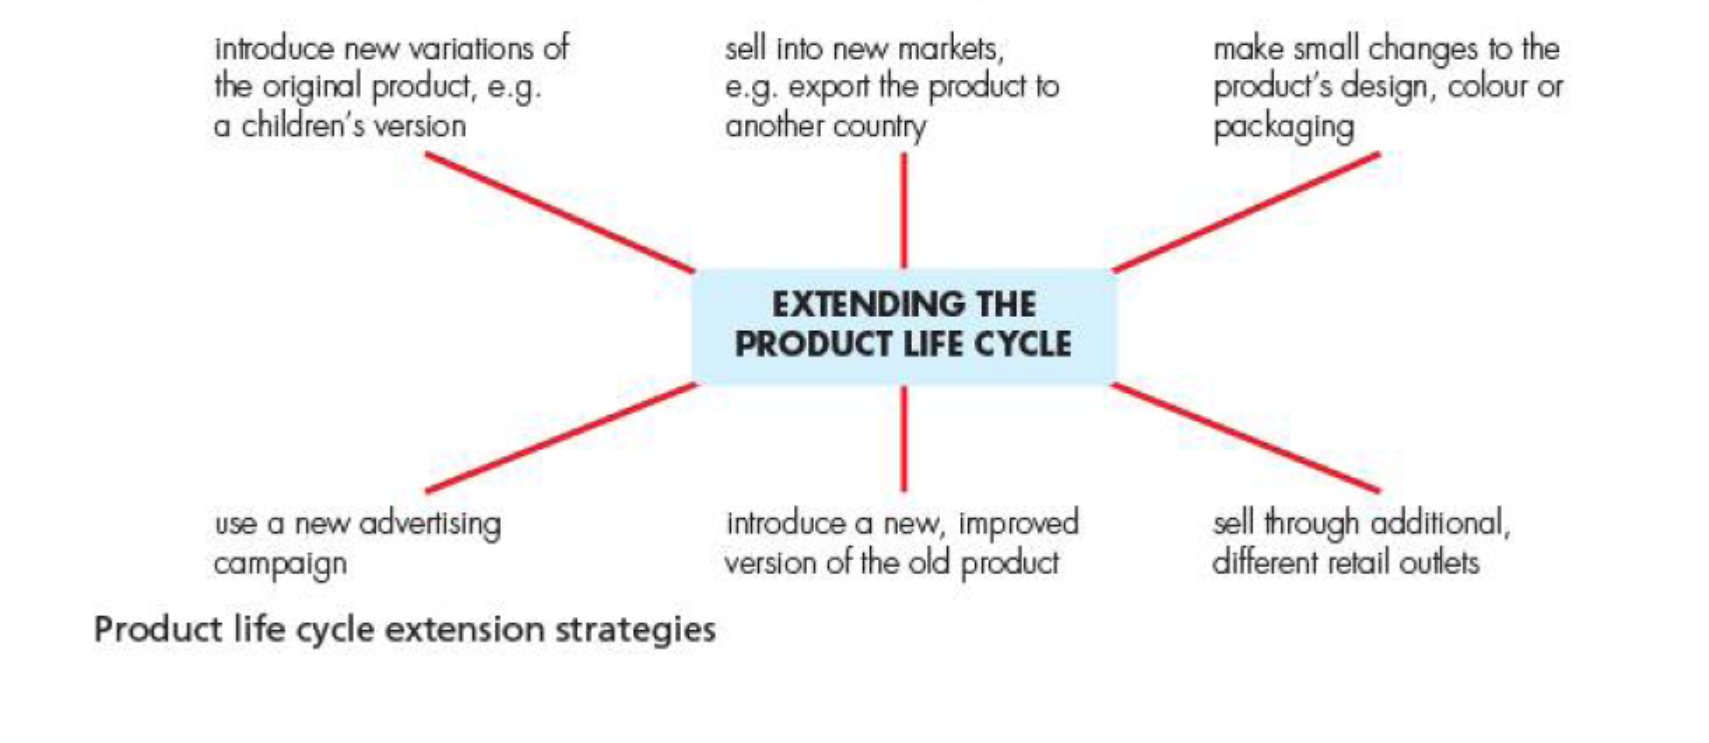 introduce new variations of
the original product, e.g.
a children's version
sell into new markets,
e.g. export the product to
another country
make small changes to the
product's design, colour or
packaging
EXTENDING THE
PRODUCT LIFE CYCLE
use a new advertising
campaign
introduce a new, improved
version of the old product
sell through additional,
different retail outlets
Product life cycle extension strategies